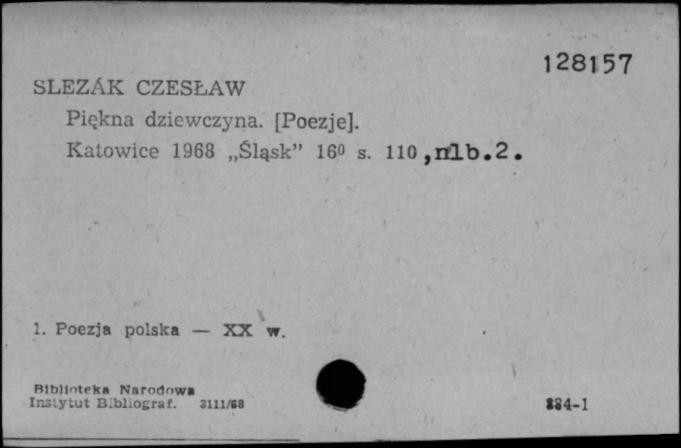 128157
SLEZÁK CZESŁAW
Piękna dziewczyna. [Poezje].
Katowice 1968 „Śląsk” 16⁰ s. 110, nlb. 2.
1. Poezja polska — XX w.
Biblioteka Narodowa
Instytut Bibliograf. 3111/68
884-1